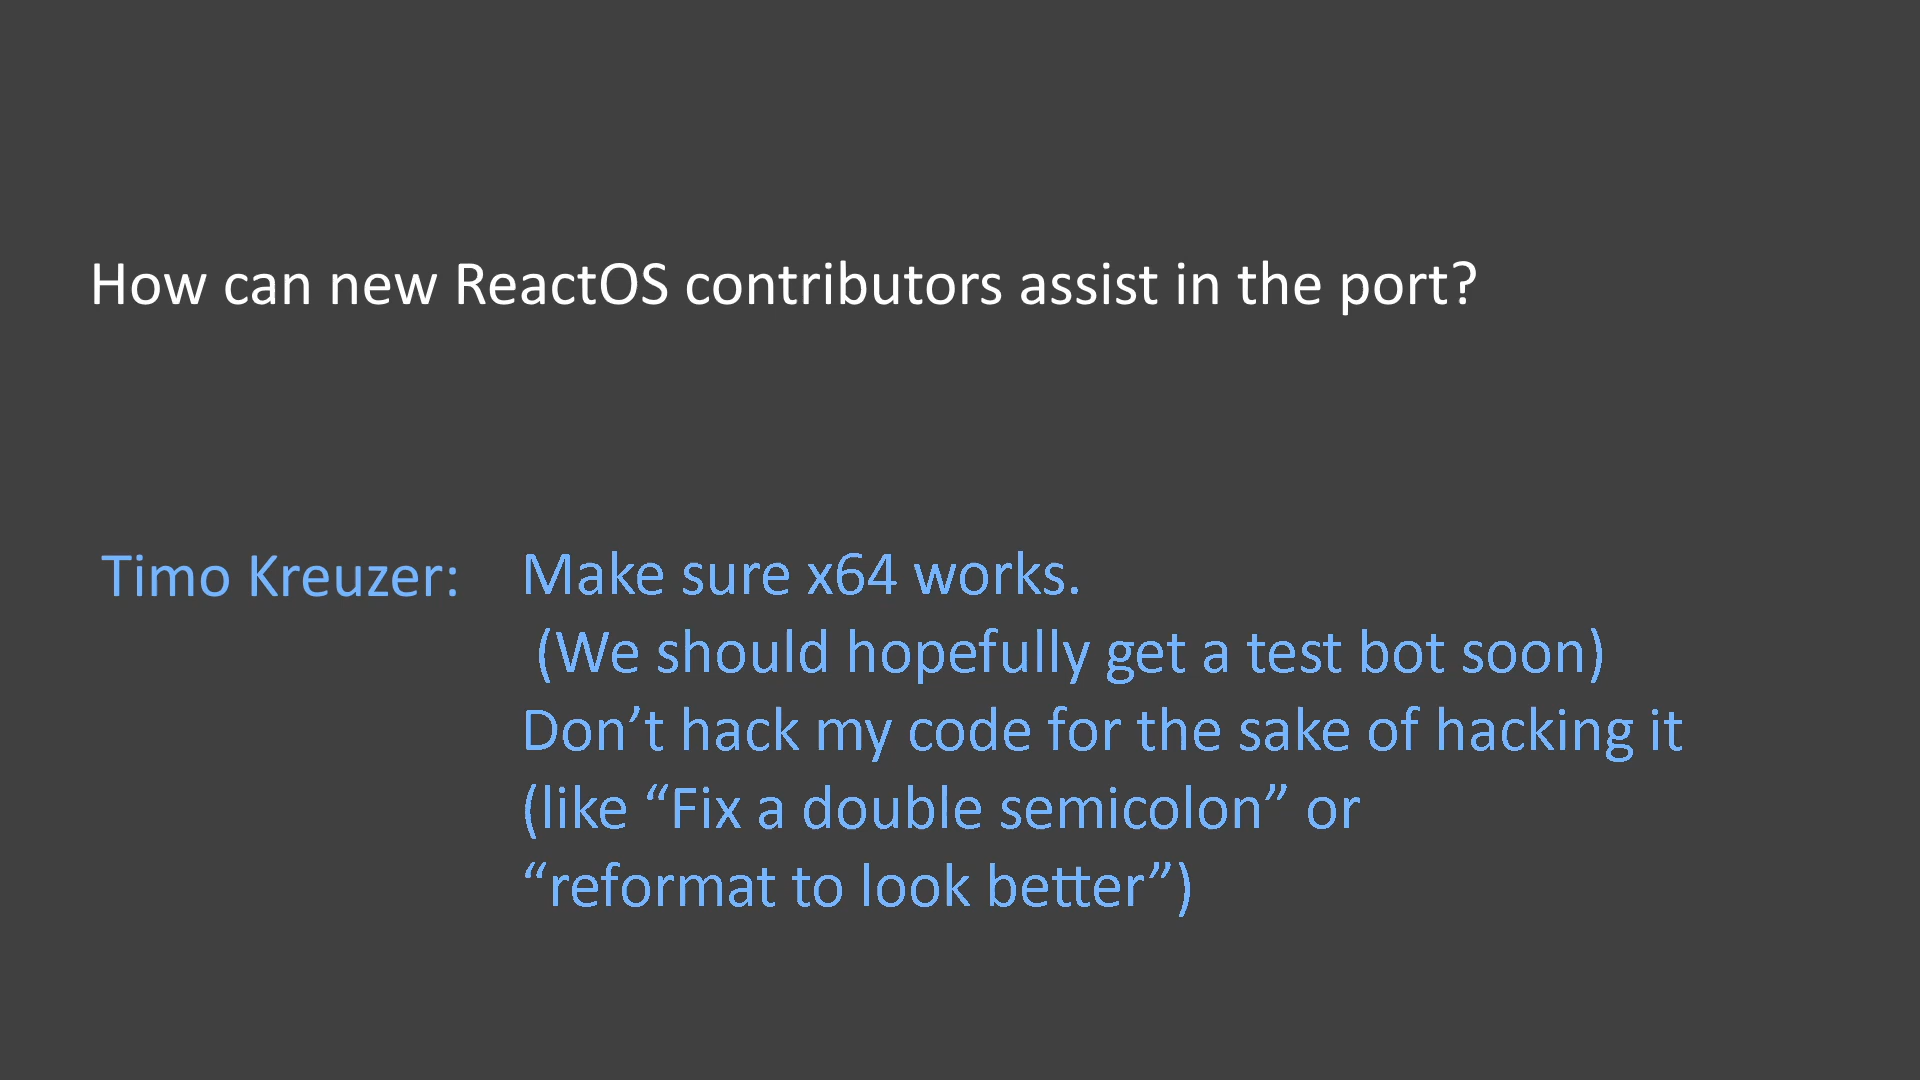 How can new ReactOS contributors assist in the port?
Timo Kreuzer: Make sure x64 works.
(We should hopefully get a test bot soon)
Don’t hack my code for the sake of hacking it
(like “Fix a double semicolon” or
“reformat to look better”)